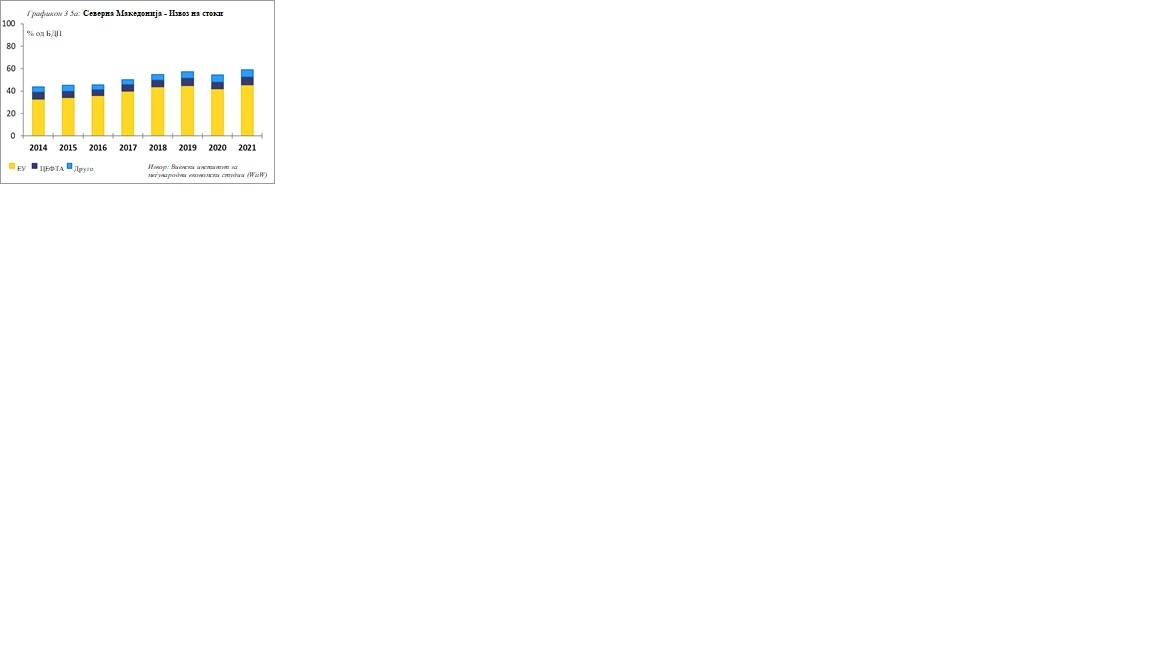 Графикон 3 5а: Северна Македонија - Извоз на стоки
% од БДП
100
80
60
40
20
0
2014 2015 2016 2017 2018 2019 2020 2021
ЕУ ЦЕФТА Друго
Извор: Виенски институт за
меѓународни економски студии (WиW)